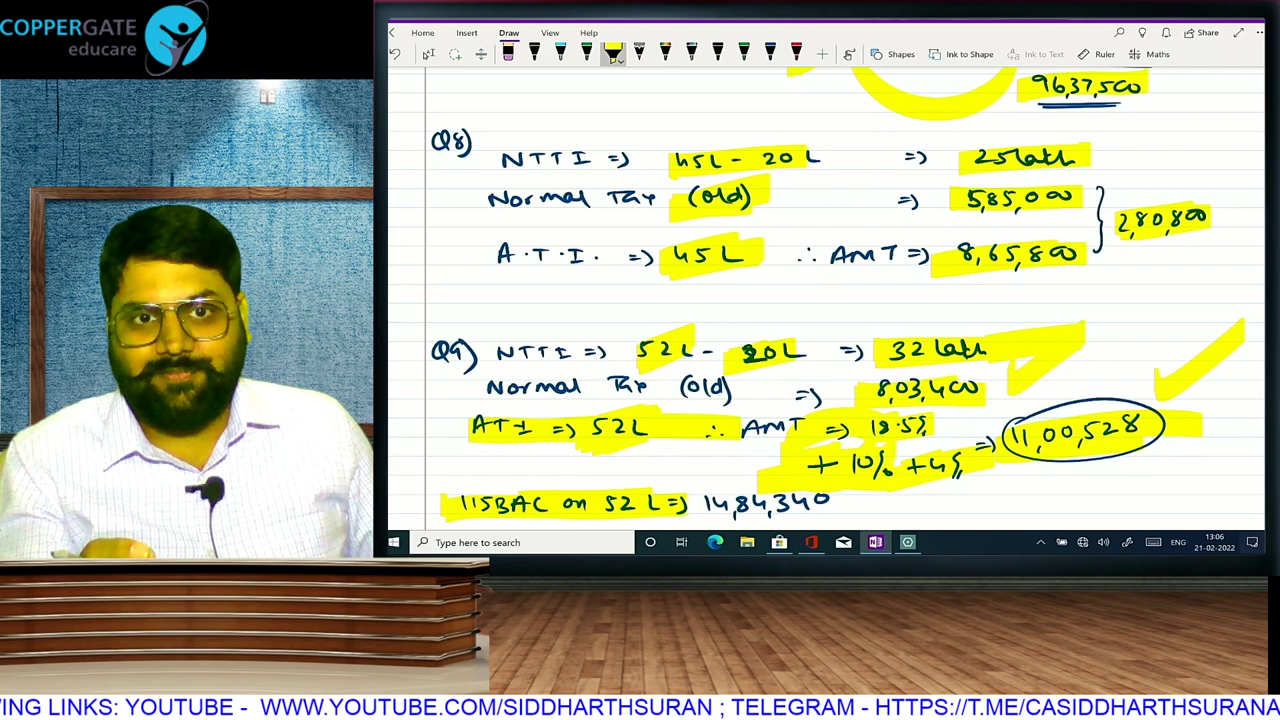 COPPERGATE
educare
Home Insert Draw View Help
Share
Shapes Ink to Shape Ink to Text Ruler Maths
96,37,500
Q8)
NTTI => 45L - 20L => 25 lakh
Normal Tax (Old) => 5,85,000
2,80,800
A.T.I. => 45L ∴ AMT => 8,65,800
Q9) NTTI => 52L - 20L => 32 lakh
Normal Tax (Old) => 8,03,400
ATI => 52L ∴ AMT => 18.5%
+ 10% + 4% => 11,00,528
115BAC on 52L => 14,84,340
Type here to search
ENG
13:06
21-02-2022
WING LINKS: YOUTUBE - WWW.YOUTUBE.COM/SIDDHARTHSURAN ; TELEGRAM - HTTPS://T.ME/CASIDDHARTHSURANA